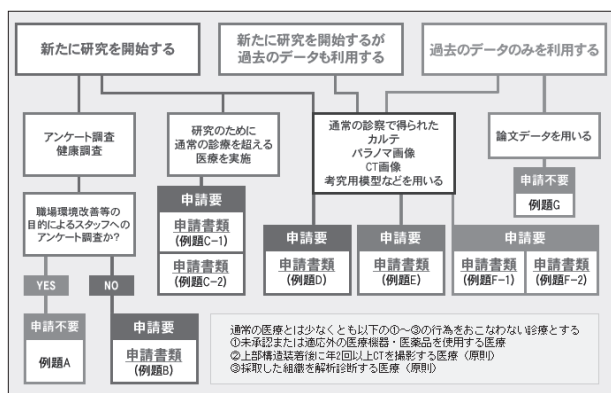 新たに研究を開始する
新たに研究を開始するが
過去のデータも利用する
過去のデータのみを利用する
アンケート調査
健康調査
研究のために
通常の診療を超える
医療を実施
通常の診察で得られた
カルテ
パラノマ画像
CT画像
考究用模型などを用いる
論文データを用いる
申請不要
例題G
職場環境改善等の
目的によるスタッフへの
アンケート調査か?
申請要
申請書類
(例題C-1)
申請書類
(例題C-2)
申請要
申請書類
(例題D)
申請要
申請書類
(例題E)
申請要
申請書類
(例題F-1)
申請書類
(例題F-2)
YES
NO
申請不要
例題A
申請要
申請書類
(例題B)
通常の医療とは少なくとも以下の①～③の行為をおこなわない診療とする
①未承認または適応外の医療機器・医薬品を使用する医療
②上部構造装着後に年2回以上CTを撮影する医療（原則）
③採取した組織を解析診断する医療（原則）